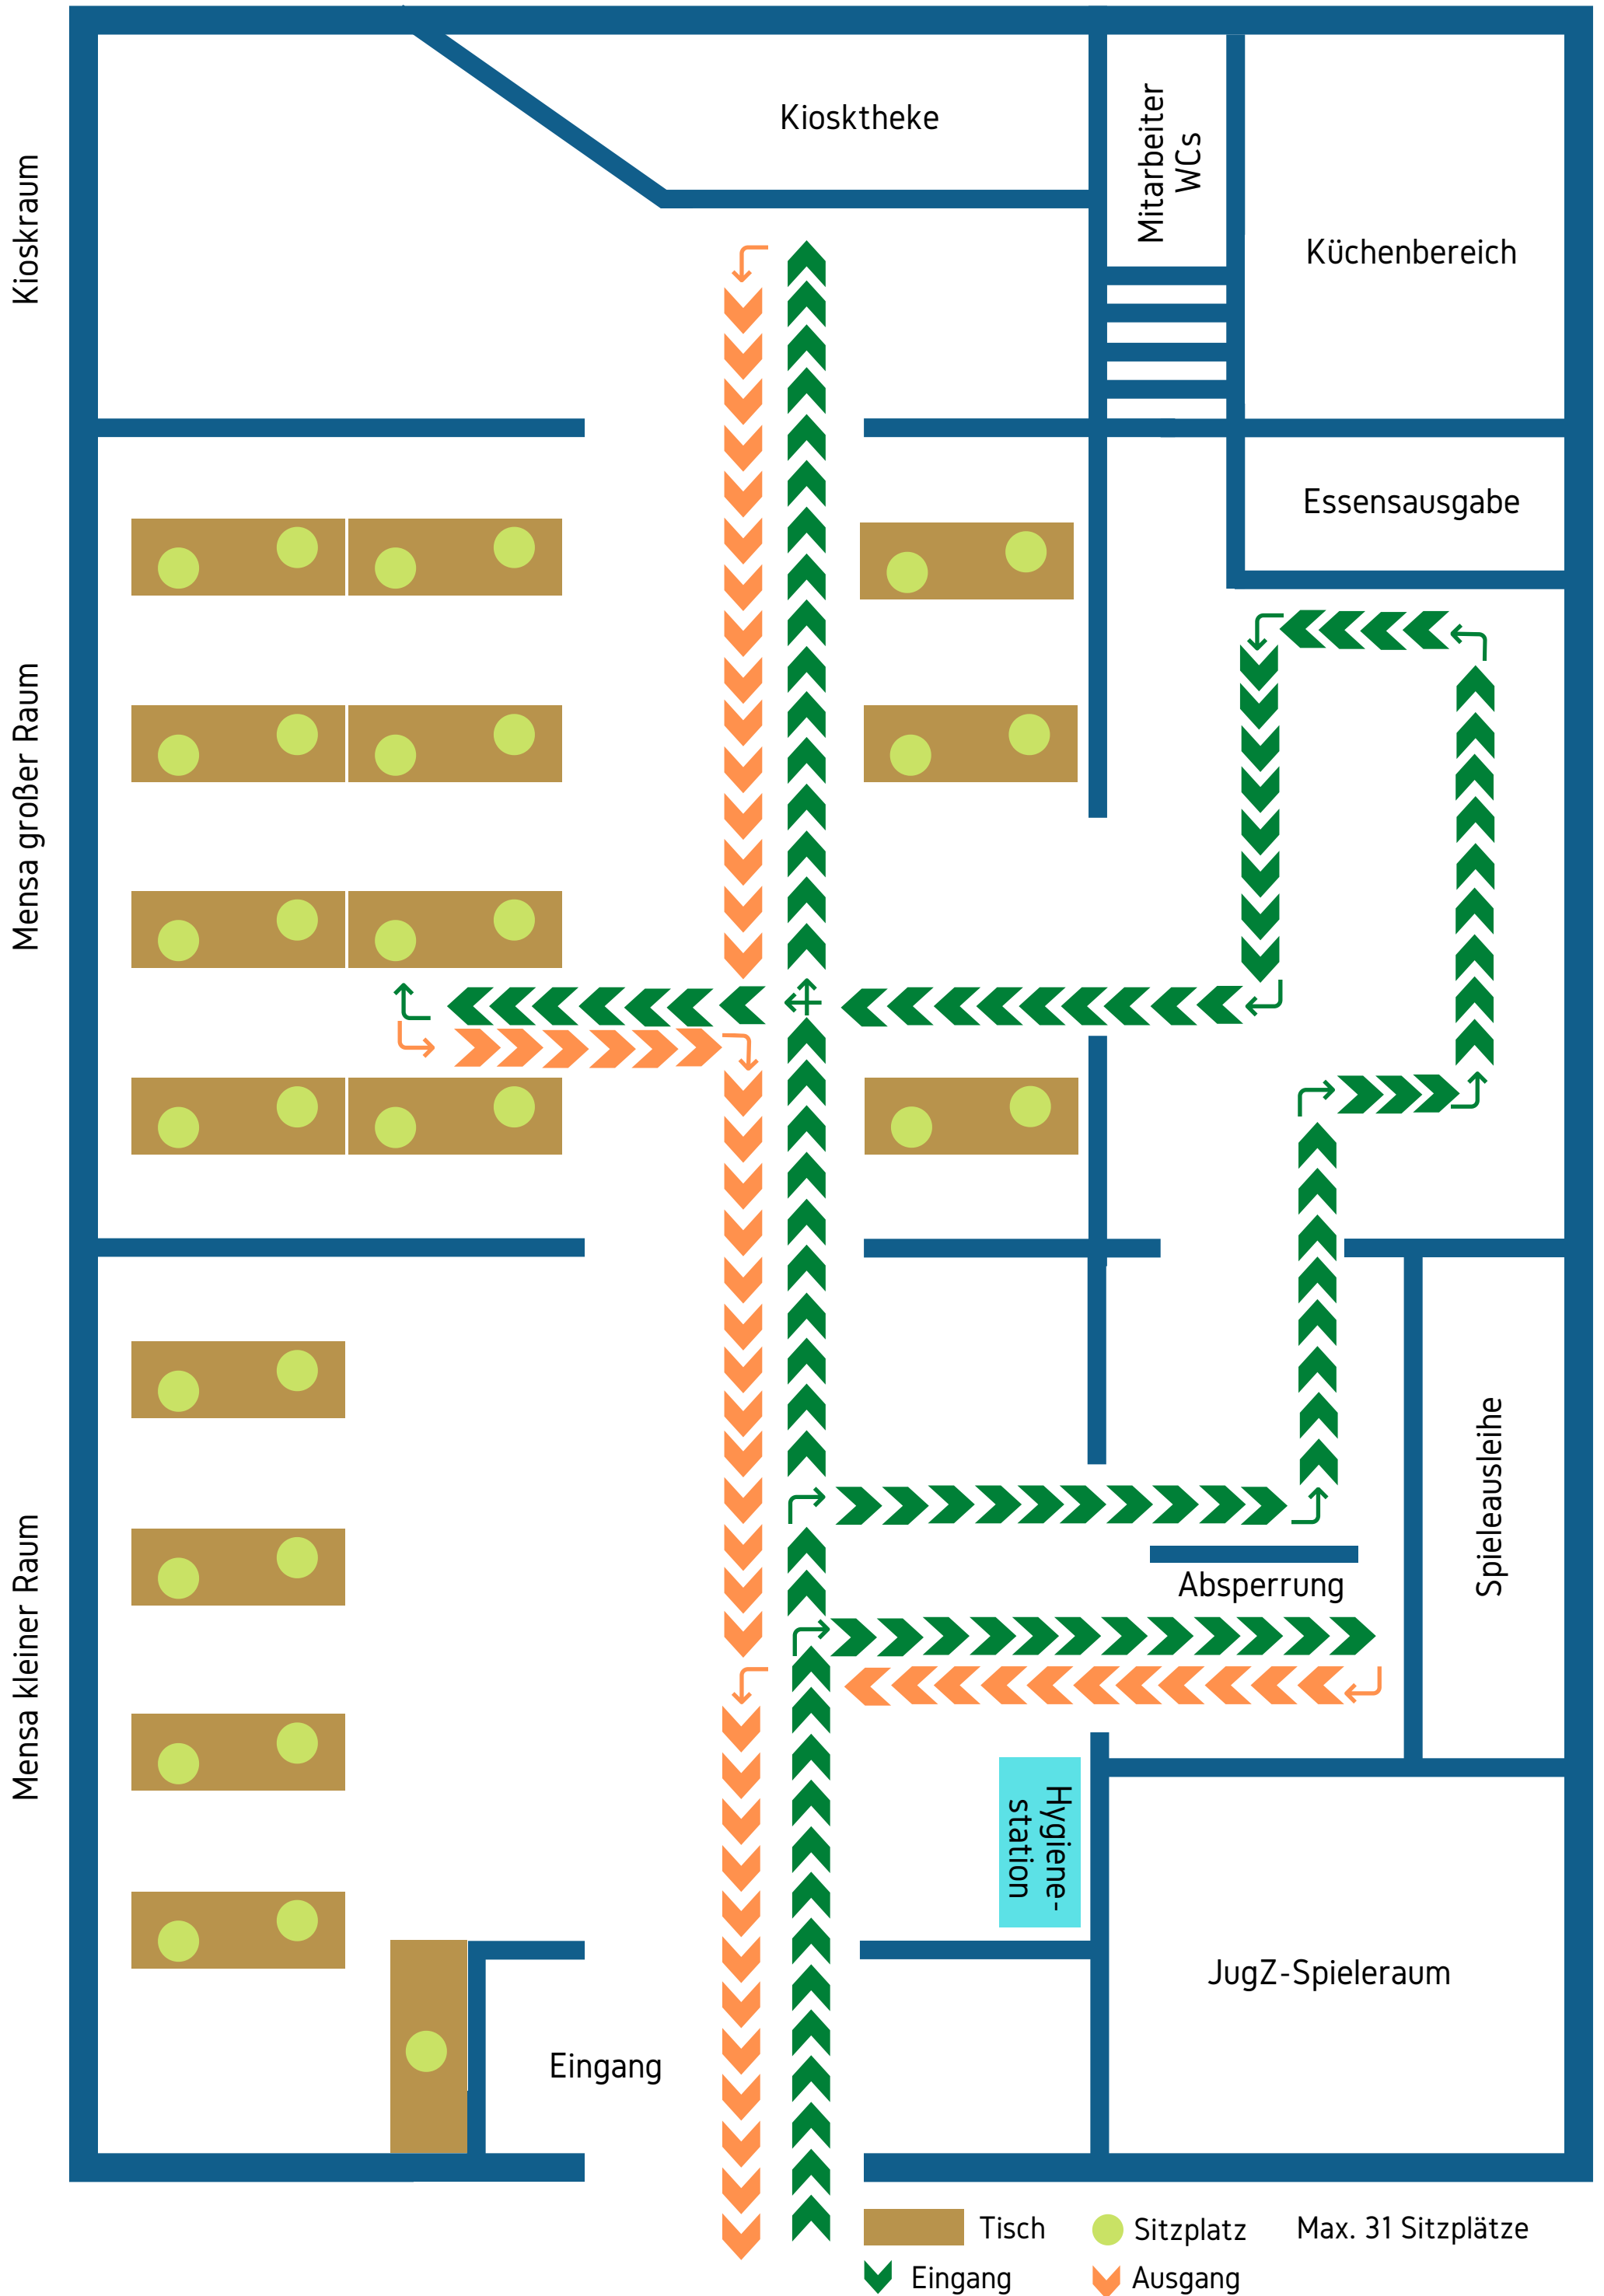 Kioskraum
Kiosktheke
Mitarbeiter
WCs
Küchenbereich
Essensausgabe
Mensa großer Raum
Mensa kleiner Raum
Spieleausleihe
Absperrung
Hygiene-
station
JugZ-Spieleraum
Eingang
Tisch
Sitzplatz
Max. 31 Sitzplätze
Eingang
Ausgang